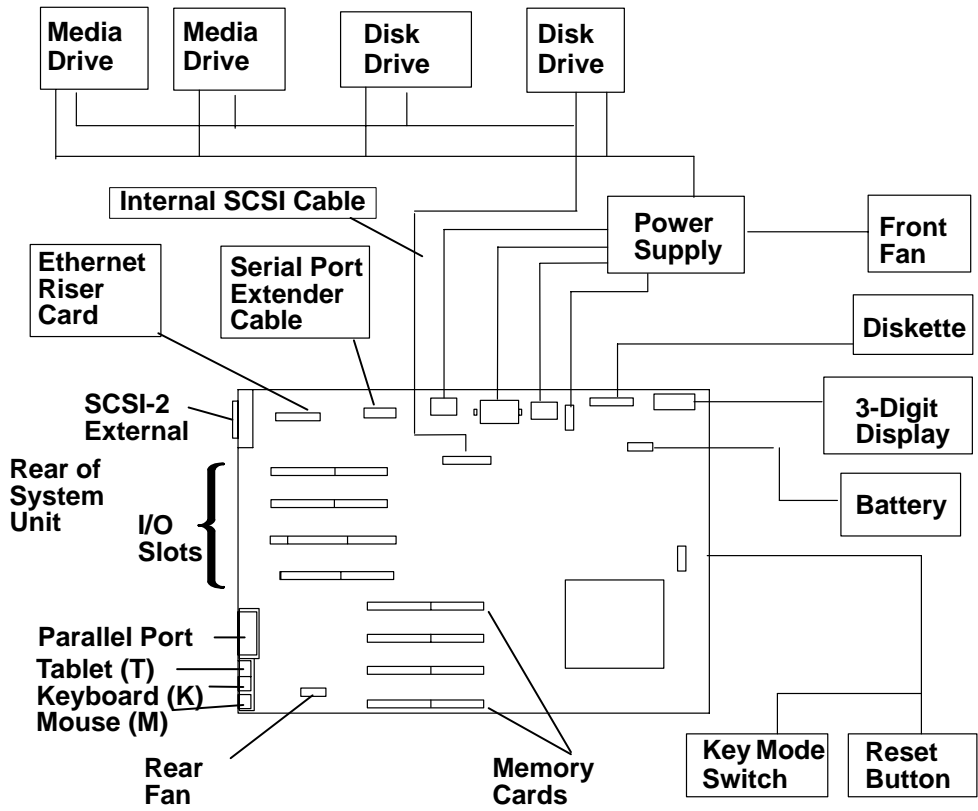 Media
Drive
Media
Drive
Disk
Drive
Disk
Drive
Internal SCSI Cable
Power
Supply
Front
Fan
Ethernet
Riser
Card
Serial Port
Extender
Cable
Diskette
SCSI-2
External
3-Digit
Display
Rear of
System
Unit
I/O
Slots
Battery
Parallel Port
Tablet (T)
Keyboard (K)
Mouse (M)
Rear
Fan
Memory
Cards
Key Mode
Switch
Reset
Button